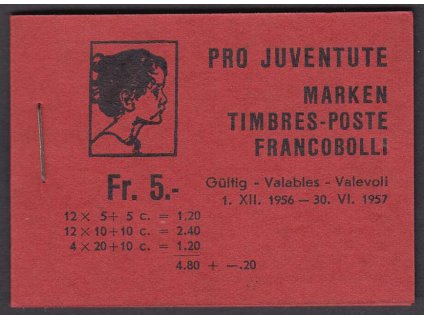 PRO JUVENTUTE
MARKEN
TIMBRES-POSTE
FRANCOBOLLI
Fr. 5.-
Gültig - Valables - Valevoli
1. XII. 1956 — 30. VI. 1957
12 × 5 + 5 c. = 1.20
12 × 10 + 10 c. = 2.40
4 × 20 + 10 c. = 1.20
4.80 + —.20